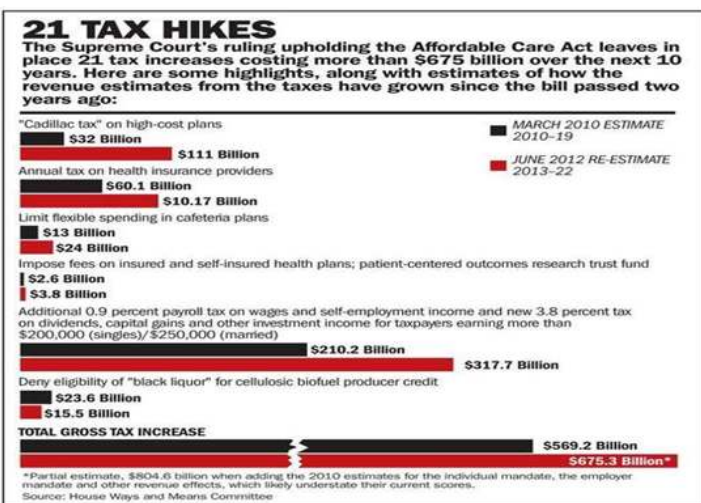 21 TAX HIKES
The Supreme Court's ruling upholding the Affordable Care Act leaves in
place 21 tax increases costing more than $675 billion over the next 10
years. Here are some highlights, along with estimates of how the
revenue estimates from the taxes have grown since the bill passed two
years ago:
"Cadillac tax" on high-cost plans
$32 Billion
$111 Billion
MARCH 2010 ESTIMATE
2010–19
JUNE 2012 RE-ESTIMATE
2013–22
Annual tax on health insurance providers
$60.1 Billion
$10.17 Billion
Limit flexible spending in cafeteria plans
$13 Billion
$24 Billion
Impose fees on insured and self-insured health plans; patient-centered outcomes research trust fund
$2.6 Billion
$3.8 Billion
Additional 0.9 percent payroll tax on wages and self-employment income and new 3.8 percent tax
on dividends, capital gains and other investment income for taxpayers earning more than
$200,000 (singles)/$250,000 (married)
$210.2 Billion
$317.7 Billion
Deny eligibility of "black liquor" for cellulosic biofuel producer credit
$23.6 Billion
$15.5 Billion
TOTAL GROSS TAX INCREASE
$569.2 Billion
$675.3 Billion*
*Partial estimate, $804.6 billion when adding the 2010 estimates for the individual mandate, the employer
mandate and other revenue effects, which likely understate their current scores.
Source: House Ways and Means Committee